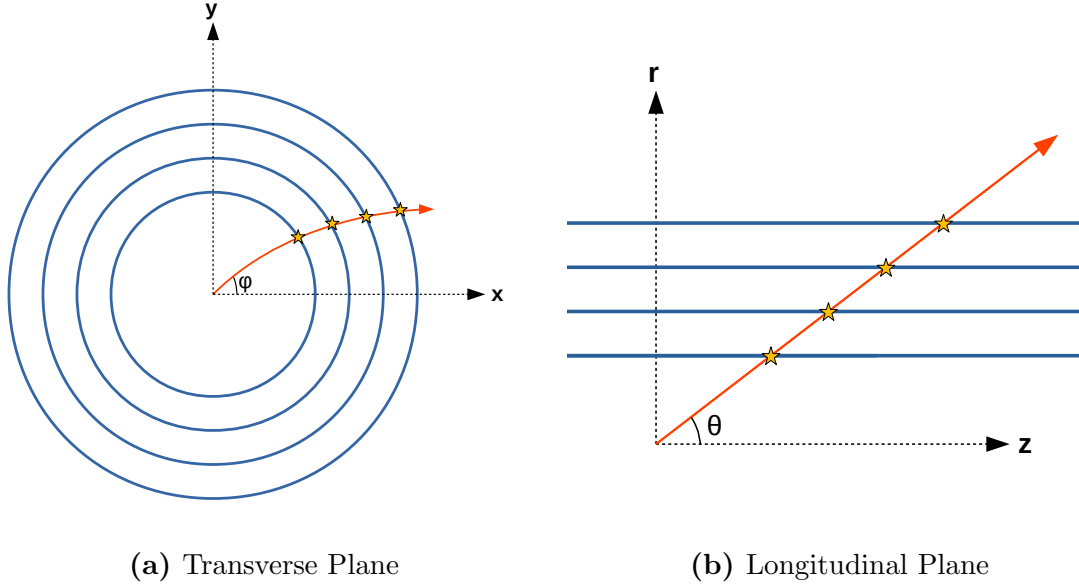 y
φ
x
(a) Transverse Plane
r
θ
z
(b) Longitudinal Plane